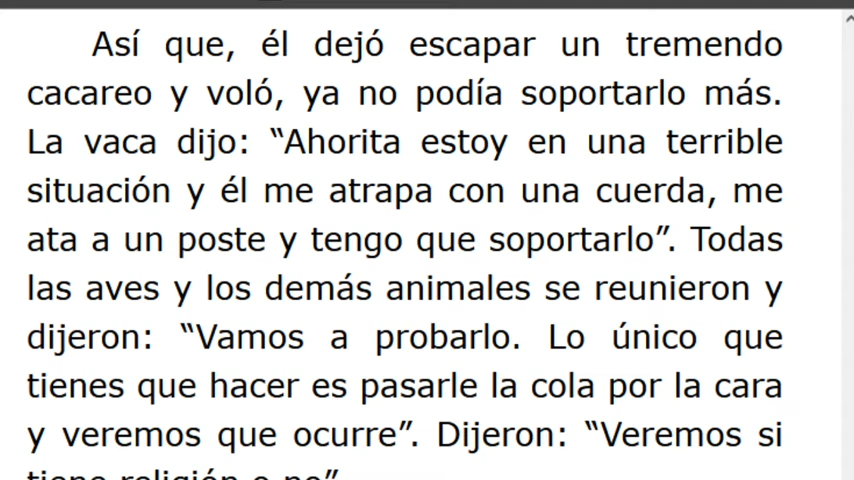 Así que, él dejó escapar un tremendo
cacareo y voló, ya no podía soportarlo más.
La vaca dijo: “Ahorita estoy en una terrible
situación y él me atrapa con una cuerda, me
ata a un poste y tengo que soportarlo”. Todas
las aves y los demás animales se reunieron y
dijeron: “Vamos a probarlo. Lo único que
tienes que hacer es pasarle la cola por la cara
y veremos que ocurre”. Dijeron: “Veremos si
tiene religión o no”